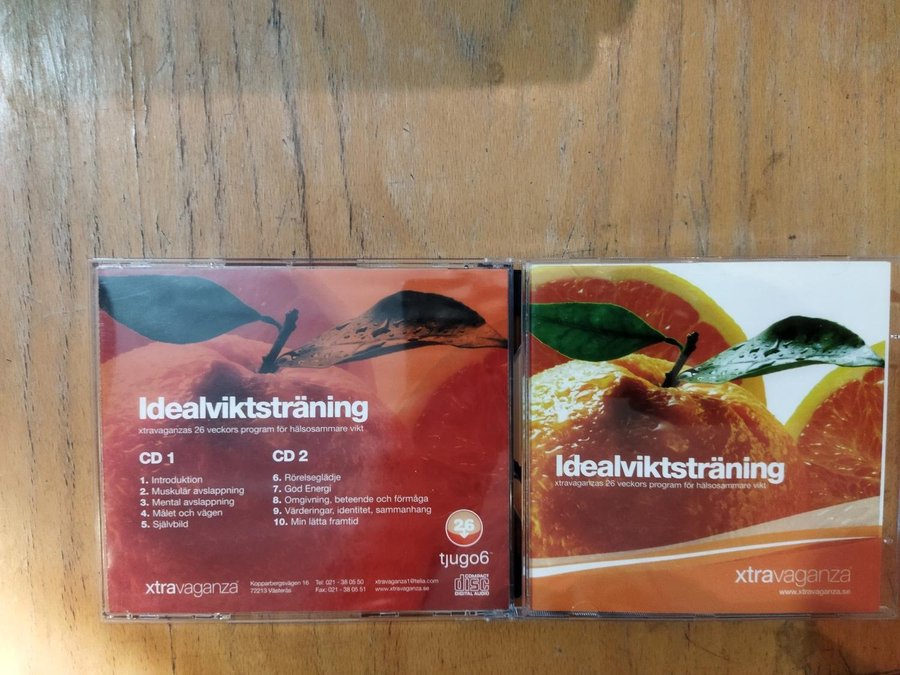 Idealviktsträning
xtravaganzas 26 veckors program för hälsosammare vikt
CD 1
1. Introduktion
2. Muskulär avslappning
3. Mental avslappning
4. Målet och vägen
5. Självbild
CD 2
6. Rörelseglädje
7. God Energi
8. Omgivning, beteende och förmåga
9. Värderingar, identitet, sammanhang
10. Min lätta framtid
26
tjugo6™
xtravaganza
Kopparbergsvägen 16
72213 Västerås
Tel: 021 - 38 05 50
Fax: 021 - 38 05 51
xtravaganza1@telia.com
www.xtravaganza.se
COMPACT
disc
DIGITAL AUDIO
Idealviktsträning
xtravaganzas 26 veckors program för hälsosammare vikt
xtravaganza
www.xtravaganza.se